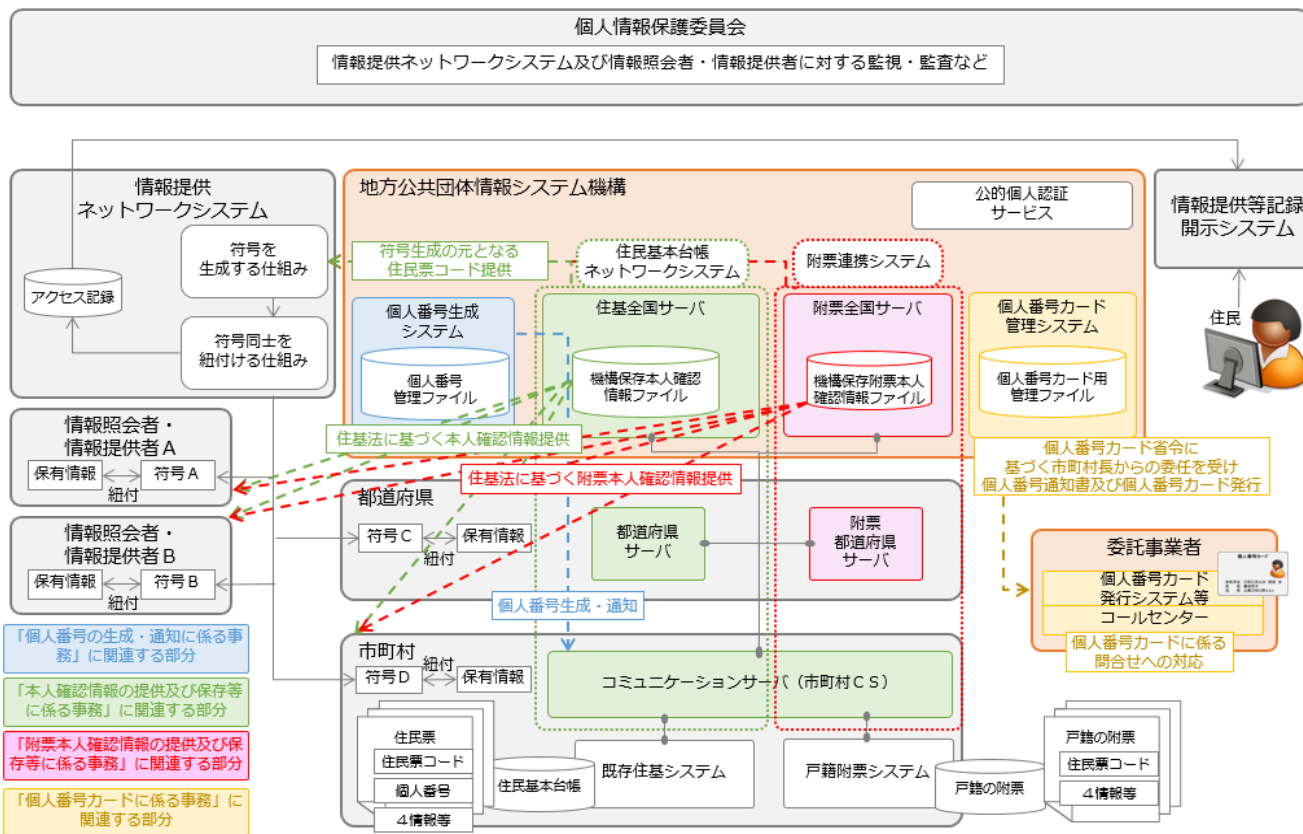 個人情報保護委員会
情報提供ネットワークシステム及び情報照会者・情報提供者に対する監視・監査など
情報提供
ネットワークシステム
符号を
生成する仕組み
アクセス記録
符号同士を
紐付ける仕組み
地方公共団体情報システム機構
公的個人認証
サービス
符号生成の元となる
住民票コード提供
住民基本台帳
ネットワークシステム
附票連携システム
個人番号生成
システム
個人番号
管理ファイル
住基全国サーバ
機構保存本人確認
情報ファイル
附票全国サーバ
機構保存附票本人
確認情報ファイル
個人番号カード
管理システム
個人番号カード用
管理ファイル
情報提供等記録
開示システム
住民
情報照会者・
情報提供者A
保有情報
符号A
紐付
住基法に基づく本人確認情報提供
住基法に基づく附票本人確認情報提供
個人番号カード省令に
基づく市町村長からの委任を受け
個人番号通知書及び個人番号カード発行
情報照会者・
情報提供者B
保有情報
符号B
紐付
都道府県
符号C
保有情報
紐付
都道府県
サーバ
附票
都道府県
サーバ
委託事業者
個人番号カード
個人番号カード
発行システム等
コールセンター
個人番号カードに係る
問合せへの対応
個人番号生成・通知
市町村
符号D
紐付
保有情報
コミュニケーションサーバ（市町村CS）
住民票
住民票コード
個人番号
4情報等
住民基本台帳
既存住基システム
戸籍附票システム
戸籍の附票
戸籍の附票
住民票コード
4情報等
「個人番号の生成・通知に係る事
務」に関連する部分
「本人確認情報の提供及び保存等
に係る事務」に関連する部分
「附票本人確認情報の提供及び保
存等に係る事務」に関連する部分
「個人番号カードに係る事務」に
関連する部分